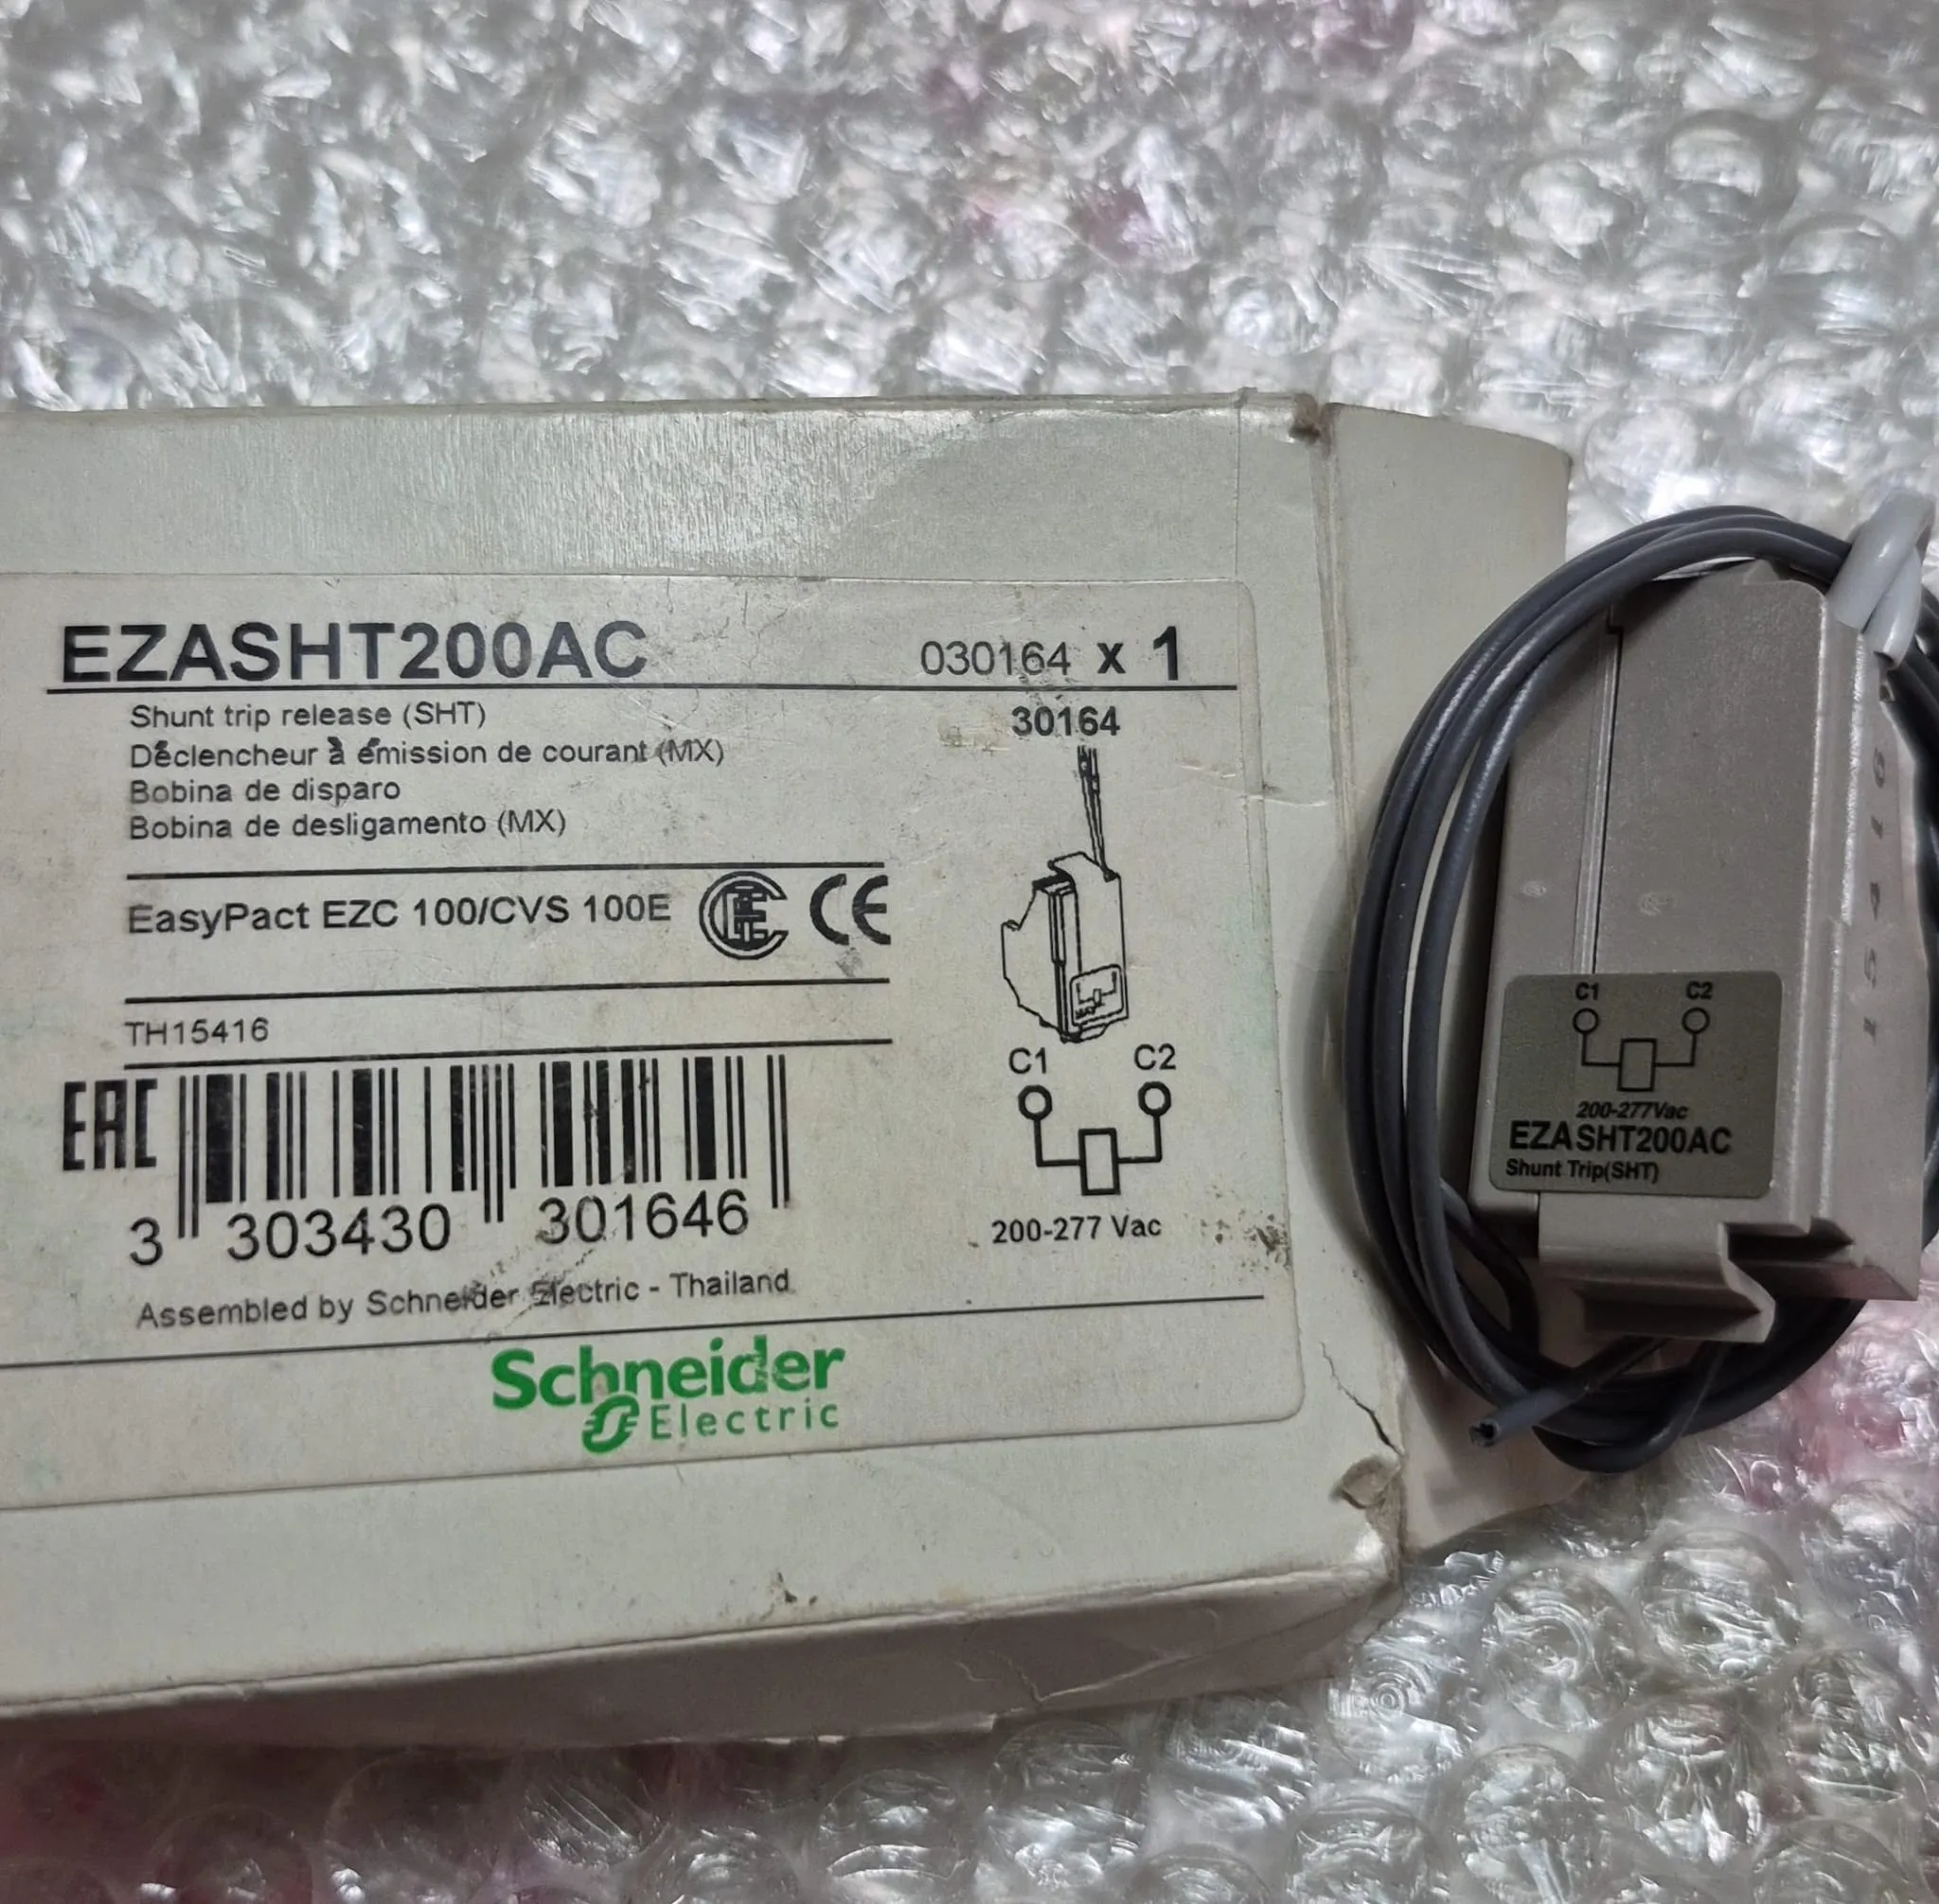 EZASHT200AC 030164 x 1
Shunt trip release (SHT)
Déclencheur à émission de courant (MX)
Bobina de disparo
Bobina de desligamento (MX)
30164
EasyPact EZC 100/CVS 100E CE
TH15416
EAC
3 303430 301646
Assembled by Schneider Electric - Thailand
C1 C2
200-277 Vac
Schneider
Electric
C1 C2
200-277Vac
EZASHT200AC
Shunt Trip(SHT)